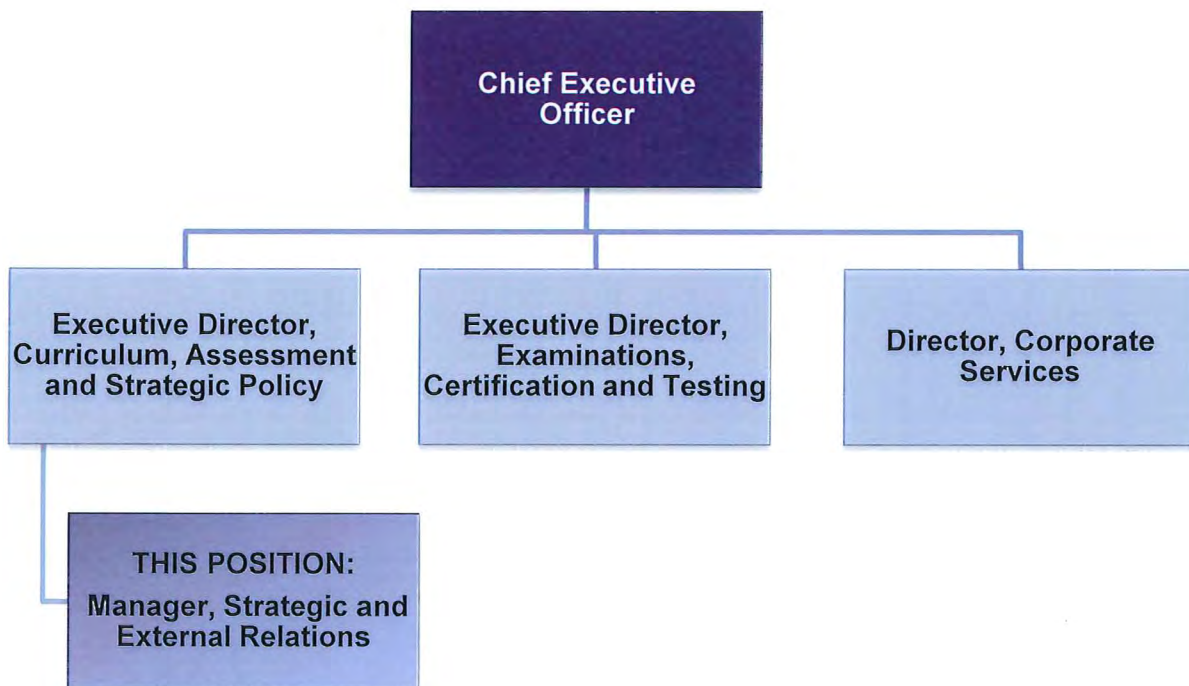 Chief Executive
Officer
Executive Director,
Curriculum, Assessment
and Strategic Policy
Executive Director,
Examinations,
Certification and Testing
Director, Corporate
Services
THIS POSITION:
Manager, Strategic and
External Relations